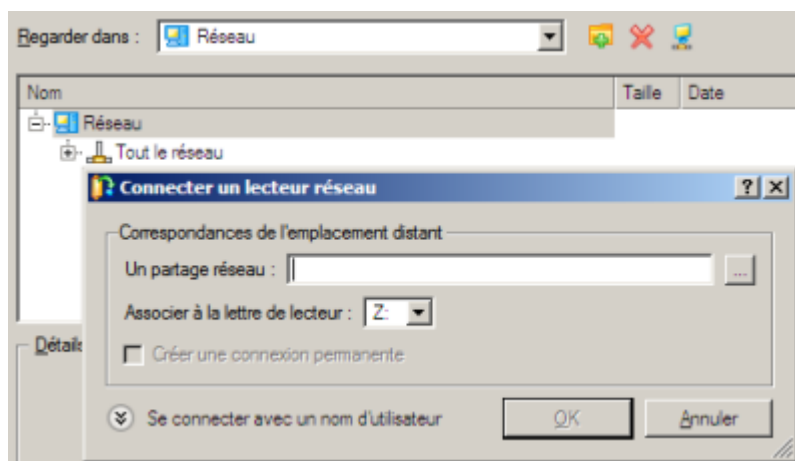 Regarder dans : Réseau
Nom Taille Date
Réseau
Tout le réseau
Connecter un lecteur réseau
Correspondances de l'emplacement distant
Un partage réseau : ...
Associer à la lettre de lecteur : Z:
Détails
Créer une connexion permanente
Se connecter avec un nom d'utilisateur OK Annuler